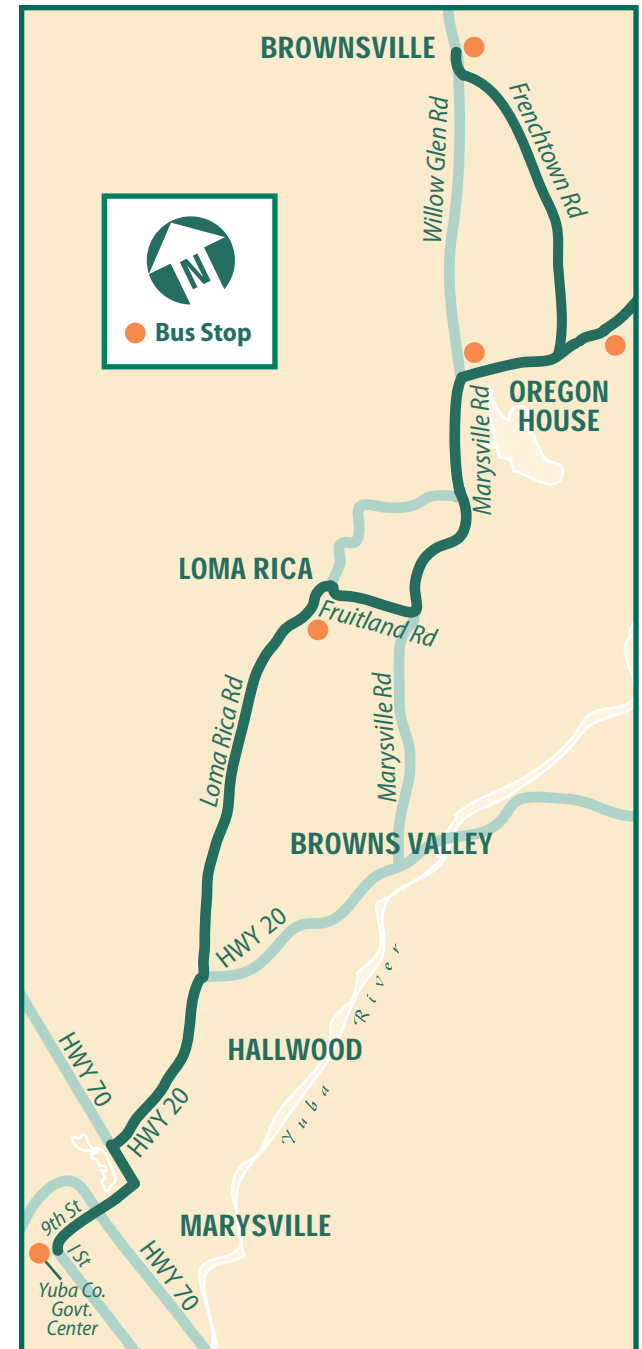 BROWNSVILLE
Frenchtown Rd
Willow Glen Rd
N
Bus Stop
OREGON
HOUSE
Marysville Rd
LOMA RICA
Fruitland Rd
Loma Rica Rd
Marysville Rd
BROWNS VALLEY
HWY 20
Yuba River
HALLWOOD
HWY 70
HWY 20
MARYSVILLE
9th St
J St
HWY 70
Yuba Co.
Govt.
Center